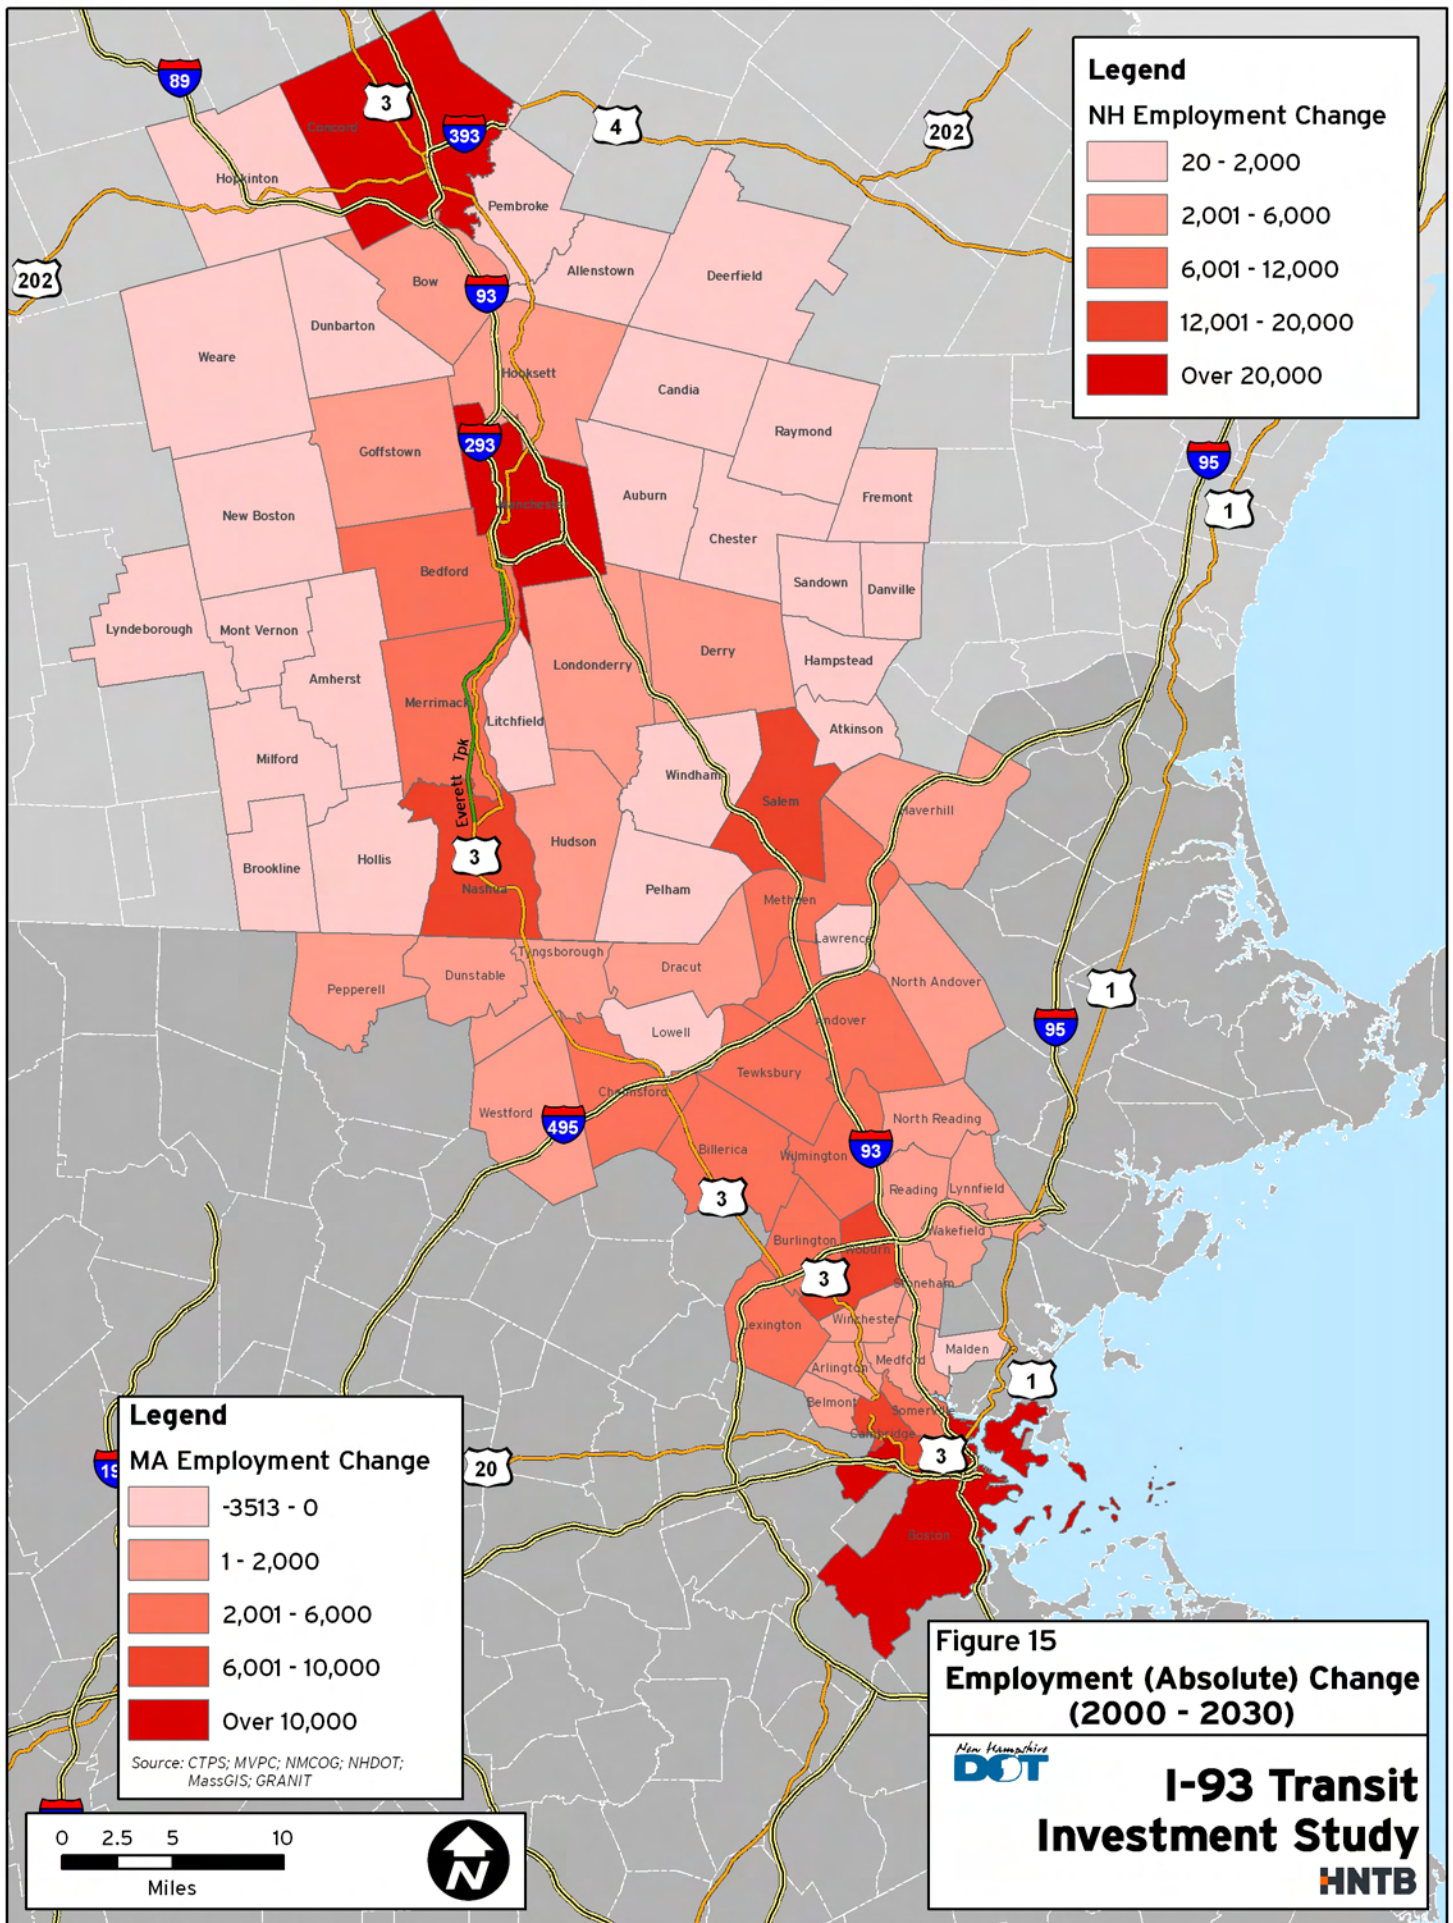 89
3
Concord
393
4
202
Hopkinton
Pembroke
202
Allenstown
Deerfield
Bow
93
Dunbarton
Weare
Hooksett
Candia
Raymond
293
Goffstown
Manchester
Auburn
Fremont
New Boston
Chester
Bedford
Sandown
Danville
Lyndeborough
Mont Vernon
Londonderry
Derry
Hampstead
Amherst
Merrimack
Litchfield
Atkinson
Milford
Everett Tpk
Windham
Salem
Haverhill
Hudson
3
Brookline
Hollis
Nashua
Pelham
Methuen
Lawrence
Tyngsborough
Dracut
Pepperell
Dunstable
North Andover
Lowell
Andover
Tewksbury
Chelmsford
Westford
495
North Reading
Billerica
Wilmington
93
3
Reading
Lynnfield
Burlington
Woburn
Wakefield
3
Stoneham
Lexington
Winchester
Malden
Arlington
Medford
Belmont
Somerville
Cambridge
3
Boston
95
1
1
95
1
20
19
Legend
NH Employment Change
20 - 2,000
2,001 - 6,000
6,001 - 12,000
12,001 - 20,000
Over 20,000
Legend
MA Employment Change
-3513 - 0
1 - 2,000
2,001 - 6,000
6,001 - 10,000
Over 10,000
Source: CTPS; MVPC; NMCOG; NHDOT;
MassGIS; GRANIT
0 2.5 5 10
Miles
N
Figure 15
Employment (Absolute) Change
(2000 - 2030)
New Hampshire
DOT
I-93 Transit
Investment Study
HNTB